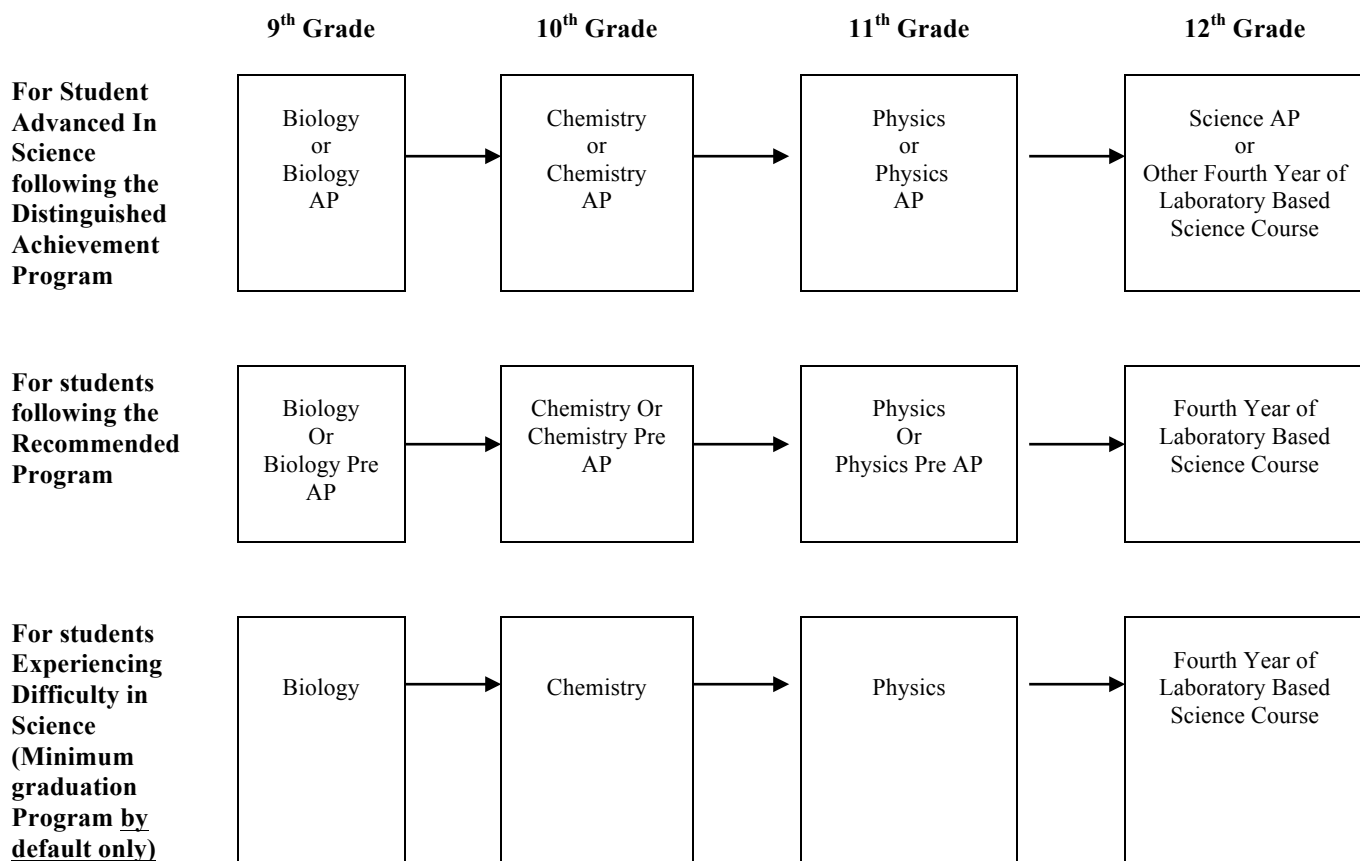 9th Grade
10th Grade
11th Grade
12th Grade
For Student
Advanced In
Science
following the
Distinguished
Achievement
Program
Biology
or
Biology
AP
Chemistry
or
Chemistry
AP
Physics
or
Physics
AP
Science AP
or
Other Fourth Year of
Laboratory Based
Science Course
For students
following the
Recommended
Program
Biology
Or
Biology Pre
AP
Chemistry Or
Chemistry Pre
AP
Physics
Or
Physics Pre AP
Fourth Year of
Laboratory Based
Science Course
For students
Experiencing
Difficulty in
Science
(Minimum
graduation
Program by
default only)
Biology
Chemistry
Physics
Fourth Year of
Laboratory Based
Science Course